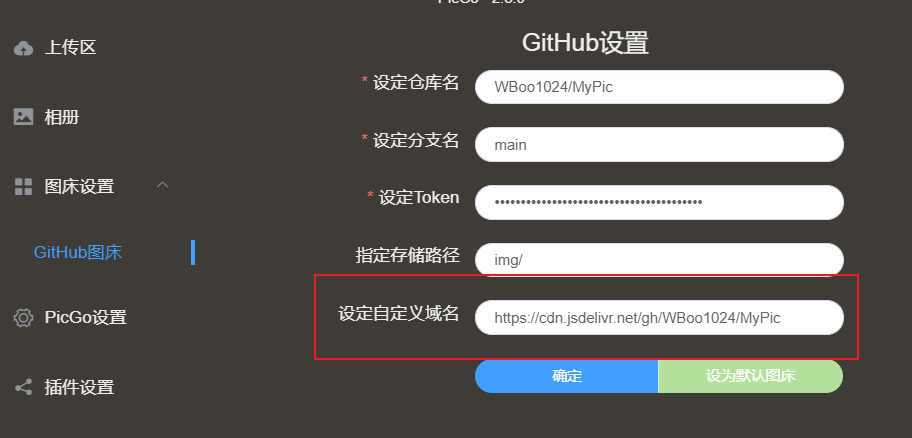 GitHub设置
上传区
* 设定仓库名
WBoo1024/MyPic
相册
* 设定分支名
main
图床设置
* 设定Token
GitHub图床
指定存储路径
img/
PicGo设置
设定自定义域名
https://cdn.jsdelivr.net/gh/WBoo1024/MyPic
插件设置
确定
设为默认图床